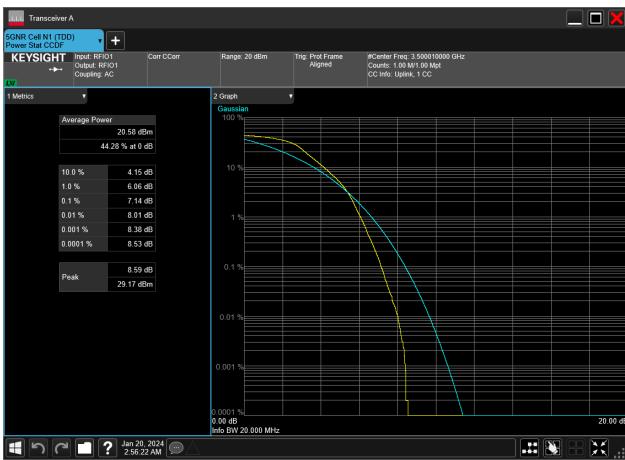 Transceiver A
5GNR Cell N1 (TDD)
Power Stat CCDF
KEYSIGHT
Input: RFIO1
Output: RFIO1
Coupling: AC
Corr CCorr
Range: 20 dBm
Trig: Prot Frame
Aligned
#Center Freq: 3.500010000 GHz
Counts: 1.00 M/1.00 Mpt
CC Info: Uplink, 1 CC
LV
1 Metrics
Average Power
20.58 dBm
44.28 % at 0 dB
10.0 % 4.15 dB
1.0 % 6.06 dB
0.1 % 7.14 dB
0.01 % 8.01 dB
0.001 % 8.38 dB
0.0001 % 8.53 dB
Peak
8.59 dB
29.17 dBm
2 Graph
Gaussian
100 %
10 %
1 %
0.1 %
0.01 %
0.001 %
0.0001 %
0.00 dB
20.00 dB
Info BW 20.000 MHz
Jan 20, 2024
2:56:22 AM